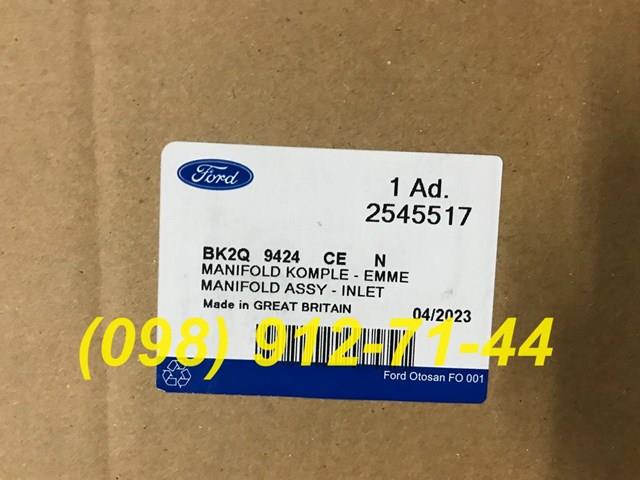 Ford
1 Ad.
2545517
BK2Q 9424 CE N
MANIFOLD KOMPLE - EMME
MANIFOLD ASSY - INLET
Made in GREAT BRITAIN 04/2023
(098) 912-71-44
Ford Otosan FO 001